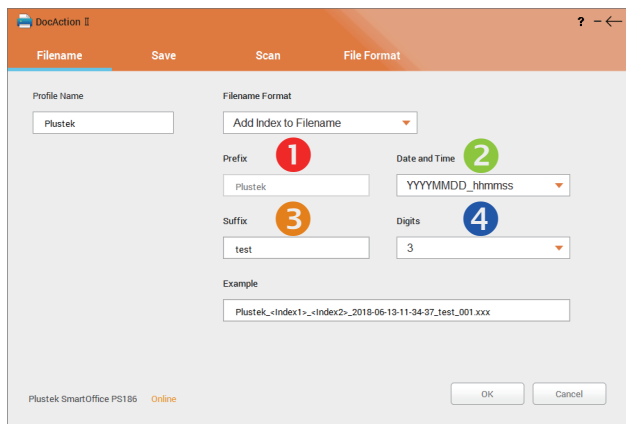 DocAction II
? - ←
Filename Save Scan File Format
Profile Name
Filename Format
Plustek
Add Index to Filename
Prefix 1
Date and Time 2
Plustek
YYYYMMDD_hhmmss
Suffix 3
Digits 4
test
3
Example
Plustek_<Index1>_<Index2>_2018-06-13-11-34-37_test_001.xxx
Plustek SmartOffice PS186 Online
OK
Cancel